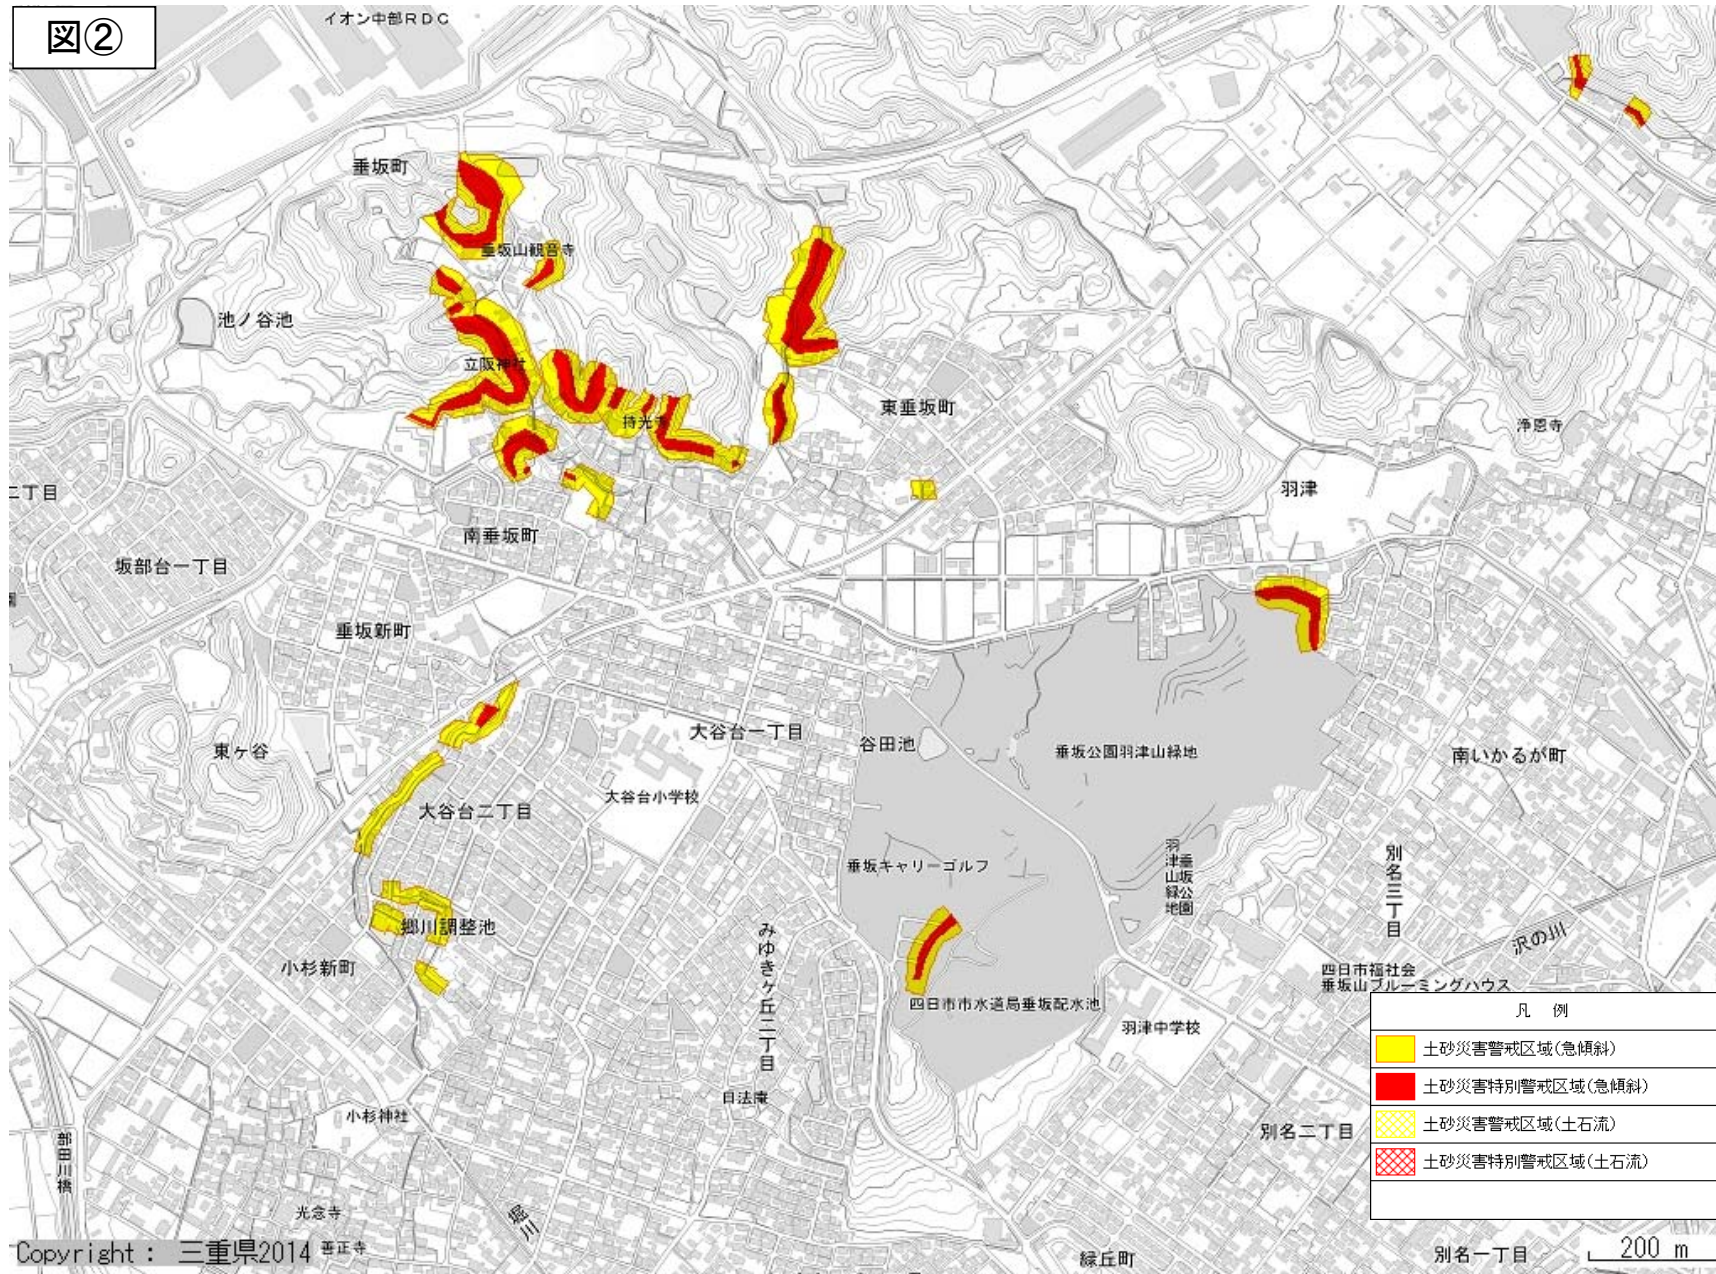 図②
イオン中部RDC
垂坂町
垂坂山観音寺
池ノ谷池
立阪神社
持光寺
東垂坂町
浄恩寺
二丁目
羽津
南垂坂町
坂部台一丁目
垂坂新町
東ヶ谷
大谷台一丁目
谷田池
垂坂公園羽津山緑地
南いかるが町
大谷台小学校
大谷台二丁目
垂坂キャリーゴルフ
垂坂公園
羽津山緑地
別名三丁目
郷川調整池
みゆきヶ丘二丁目
沢の川
小杉新町
四日市福祉会
垂坂山ブルーミングハウス
四日市市水道局垂坂配水池
羽津中学校
凡 例
土砂災害警戒区域(急傾斜)
土砂災害特別警戒区域(急傾斜)
土砂災害警戒区域(土石流)
土砂災害特別警戒区域(土石流)
目法庵
小杉神社
別名二丁目
部田川橋
光念寺
堀川
善正寺
緑丘町
別名一丁目
200 m
Copyright : 三重県2014